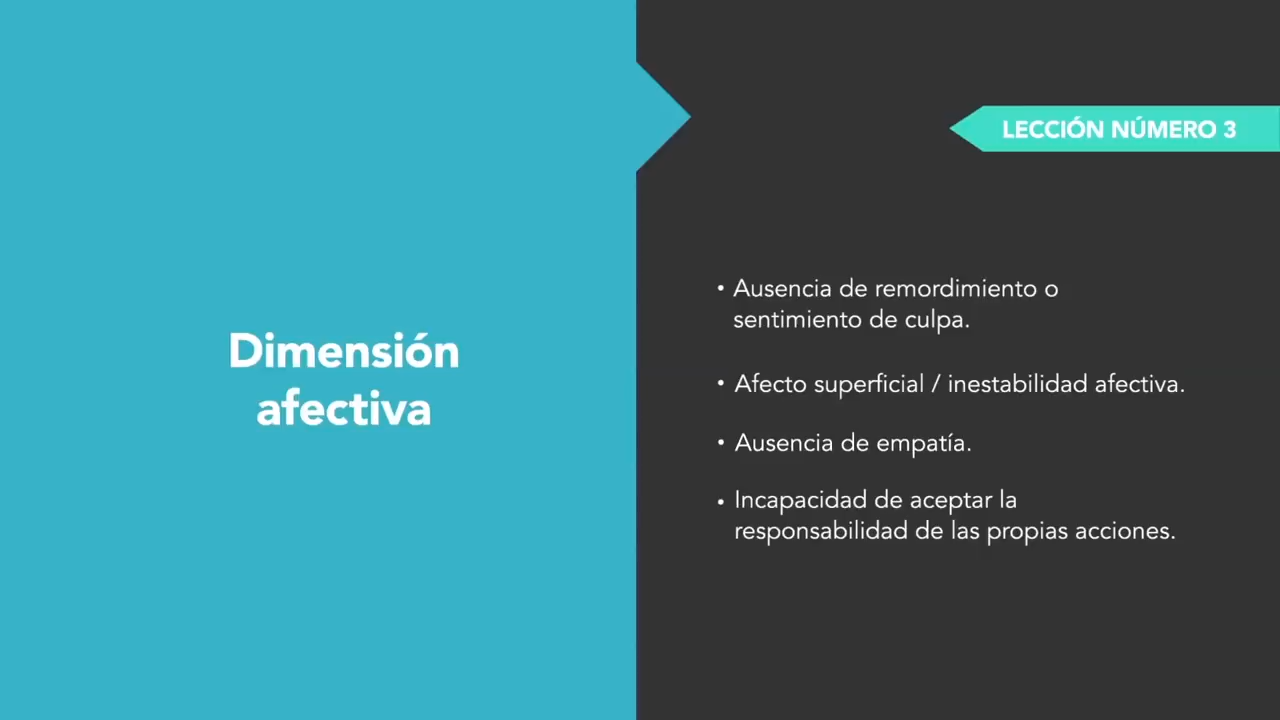 Dimensión
afectiva
LECCIÓN NÚMERO 3
• Ausencia de remordimiento o
sentimiento de culpa.
• Afecto superficial / inestabilidad afectiva.
• Ausencia de empatía.
• Incapacidad de aceptar la
responsabilidad de las propias acciones.